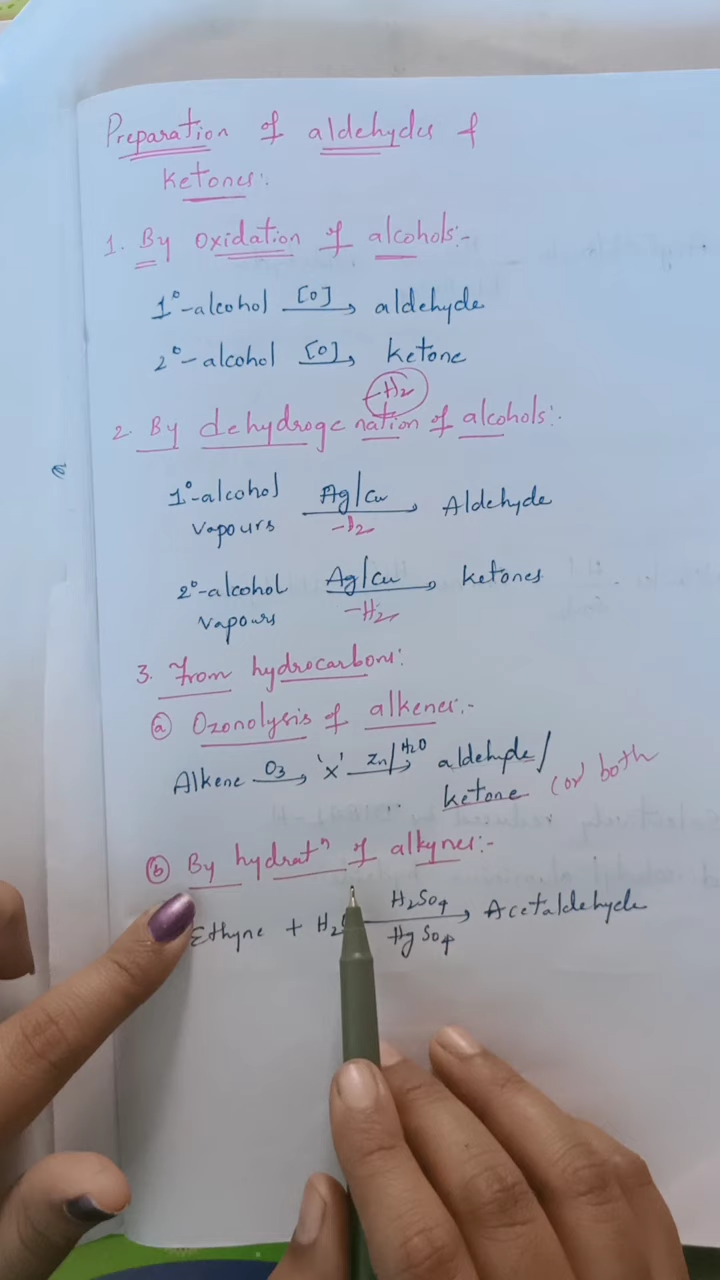 Preparation of aldehydes &
ketones:
1. By oxidation of alcohols:-
1°-alcohol [O] → aldehyde
2°-alcohol [O] → ketone
-H2
2. By dehydrogenation of alcohols:-
1°-alcohol vapours Ag/Cu → Aldehyde
-H2
2°-alcohol vapours Ag/Cu → ketones
-H2
3. From hydrocarbons:
(a) Ozonolysis of alkenes:-
Alkene O3 → 'X' Zn/H2O → aldehyde/
ketone (or both
(b) By hydratⁿ of alkynes:-
Ethyne + H2O H2SO4 → Acetaldehyde
HgSO4